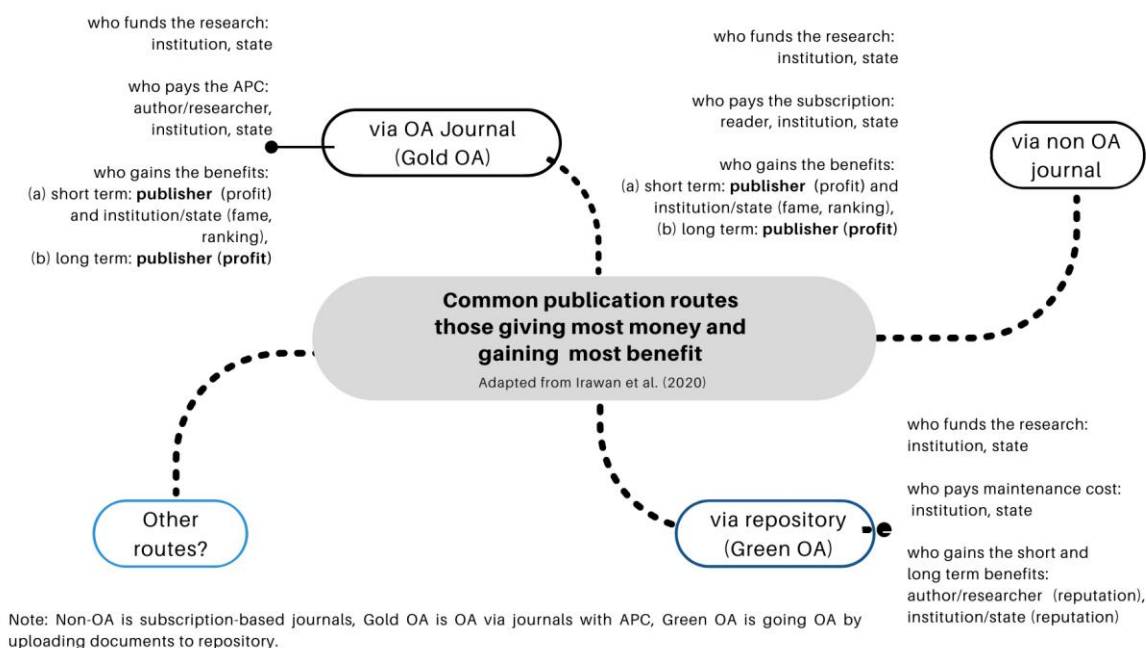 who funds the research:
institution, state
who pays the APC:
author/researcher,
institution, state
who gains the benefits:
(a) short term: publisher (profit)
and institution/state (fame,
ranking),
(b) long term: publisher (profit)
via OA Journal
(Gold OA)
who funds the research:
institution, state
who pays the subscription:
reader, institution, state
who gains the benefits:
(a) short term: publisher (profit) and
institution/state (fame, ranking),
(b) long term: publisher (profit)
via non OA
journal
Common publication routes
those giving most money and
gaining most benefit
Adapted from Irawan et al. (2020)
Other
routes?
via repository
(Green OA)
who funds the research:
institution, state
who pays maintenance cost:
institution, state
who gains the short and
long term benefits:
author/researcher (reputation),
institution/state (reputation)
Note: Non-OA is subscription-based journals, Gold OA is OA via journals with APC, Green OA is going OA by
uploading documents to repository.